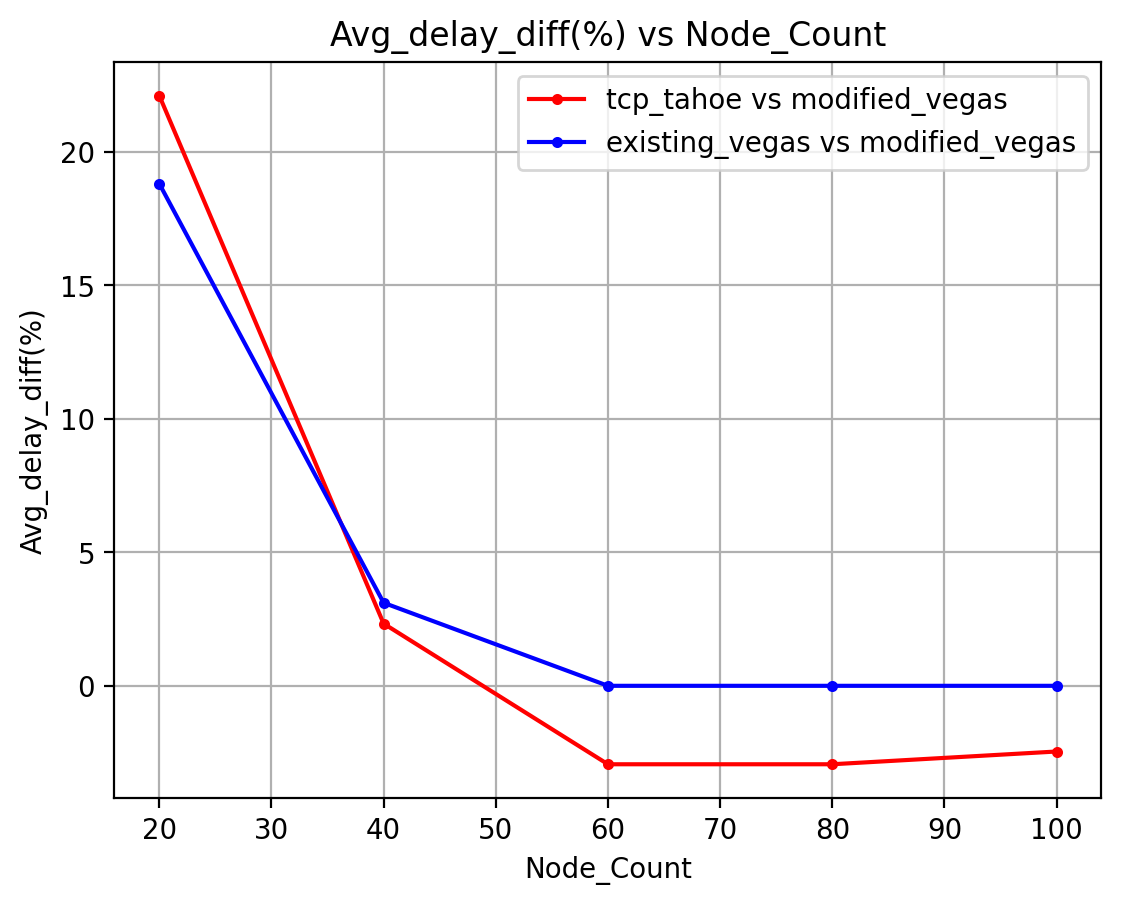 Avg_delay_diff(%) vs Node_Count
tcp_tahoe vs modified_vegas
existing_vegas vs modified_vegas
Avg_delay_diff(%)
20
15
10
5
0
20 30 40 50 60 70 80 90 100
Node_Count